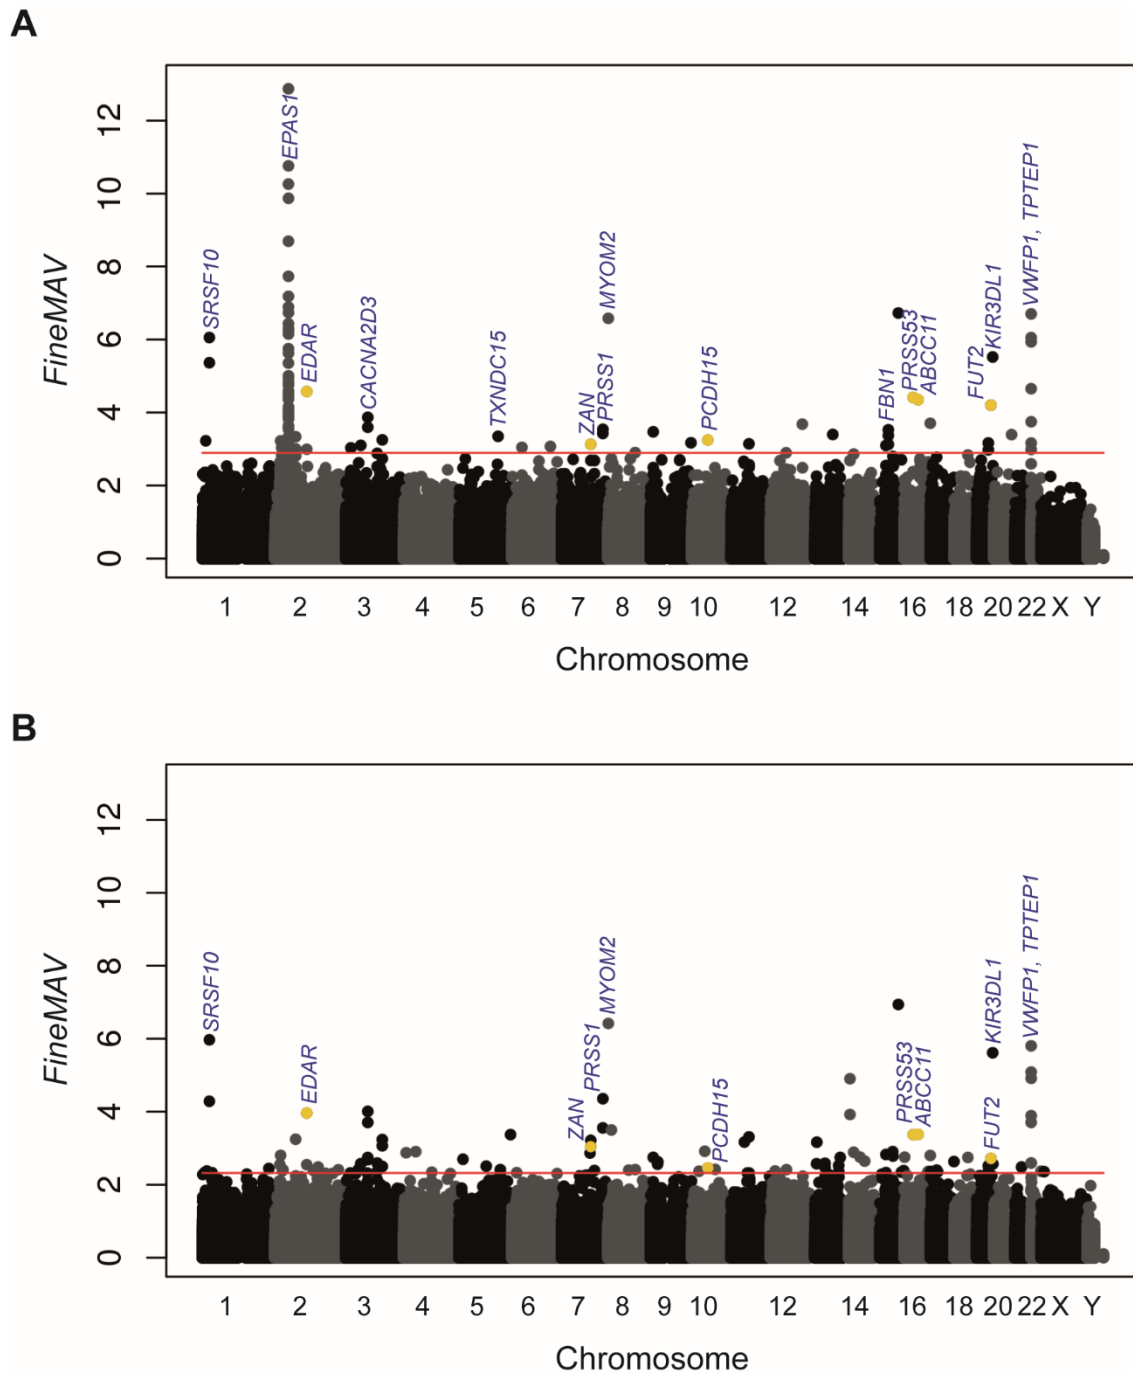 A
FineMAV
12
10
8
6
4
2
0
SRSF10
EPAS1
EDAR
CACNA2D3
TXNDC15
ZAN
PRSS1
MYOM2
PCDH15
FBN1
PRSS53
ABCC11
FUT2
KIR3DL1
VWFP1, TPTEP1
1 2 3 4 5 6 7 8 9 10 12 14 16 18 20 22 X Y
Chromosome
B
FineMAV
12
10
8
6
4
2
0
SRSF10
EDAR
ZAN
PRSS1
MYOM2
PCDH15
PRSS53
ABCC11
FUT2
KIR3DL1
VWFP1, TPTEP1
1 2 3 4 5 6 7 8 9 10 12 14 16 18 20 22 X Y
Chromosome